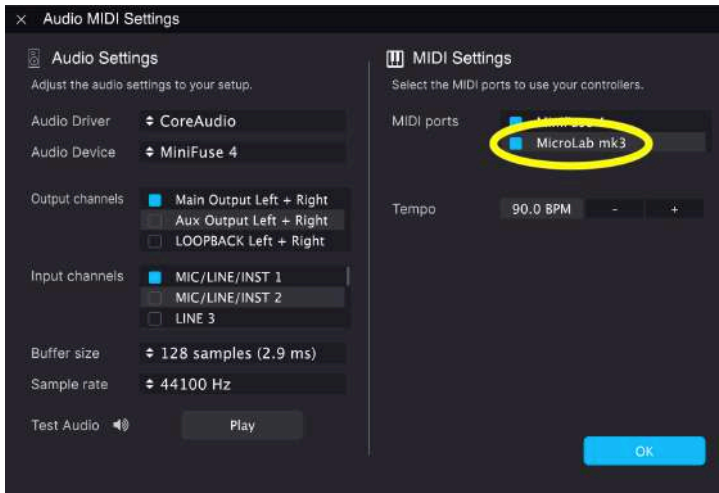 × Audio MIDI Settings
Audio Settings
Adjust the audio settings to your setup.
Audio Driver CoreAudio
Audio Device MiniFuse 4
Output channels Main Output Left + Right
Aux Output Left + Right
LOOPBACK Left + Right
Input channels MIC/LINE/INST 1
MIC/LINE/INST 2
LINE 3
Buffer size 128 samples (2.9 ms)
Sample rate 44100 Hz
Test Audio Play
MIDI Settings
Select the MIDI ports to use your controllers.
MIDI ports
MicroLab mk3
Tempo 90.0 BPM - +
OK